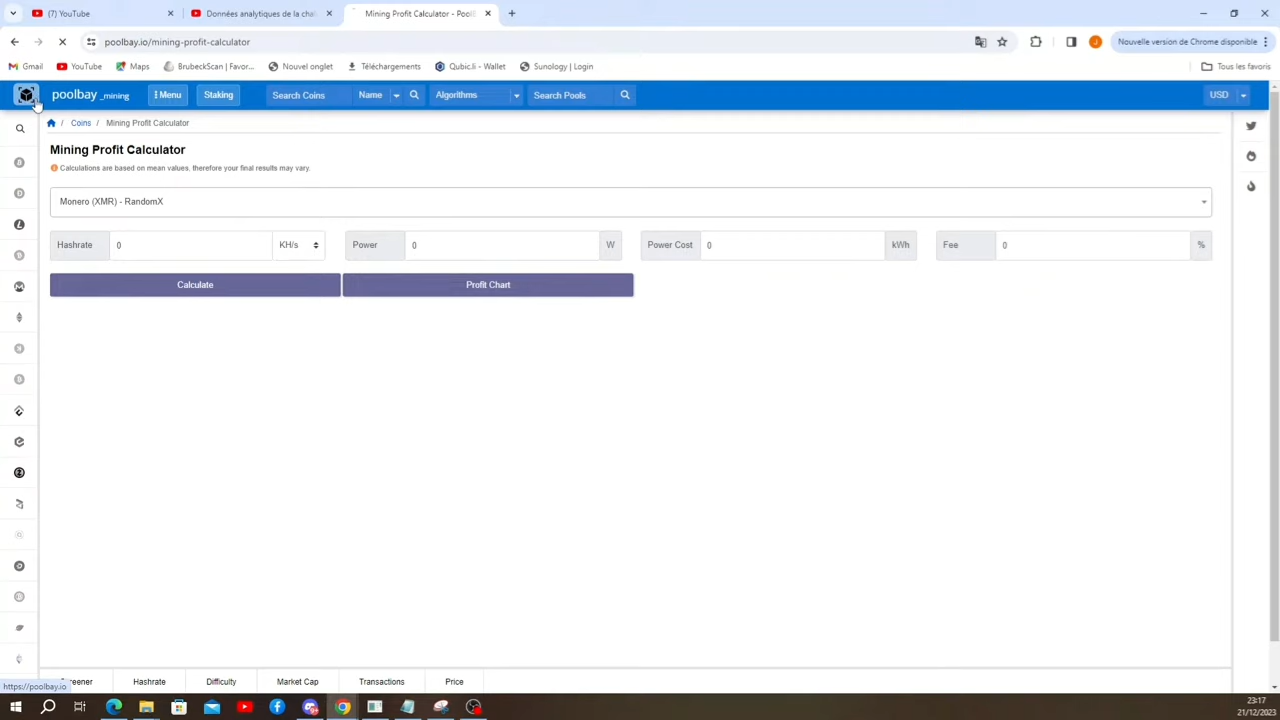 (7) YouTube
Données analytiques de la chaî
Mining Profit Calculator - Pool
poolbay.io/mining-profit-calculator
Nouvelle version de Chrome disponible
Gmail
YouTube
Maps
BrubeckScan | Favor...
Nouvel onglet
Téléchargements
Qubic.li - Wallet
Sunology | Login
Tous les favoris
poolbay _mining
Menu
Staking
Search Coins
Name
Algorithms
Search Pools
USD
/ Coins / Mining Profit Calculator
Mining Profit Calculator
Calculations are based on mean values, therefore your final results may vary.
Monero (XMR) - RandomX
Hashrate 0 KH/s
Power 0 W
Power Cost 0 kWh
Fee 0 %
Calculate
Profit Chart
Hashrate
Difficulty
Market Cap
Transactions
Price
https://poolbay.io
23:17
21/12/2023